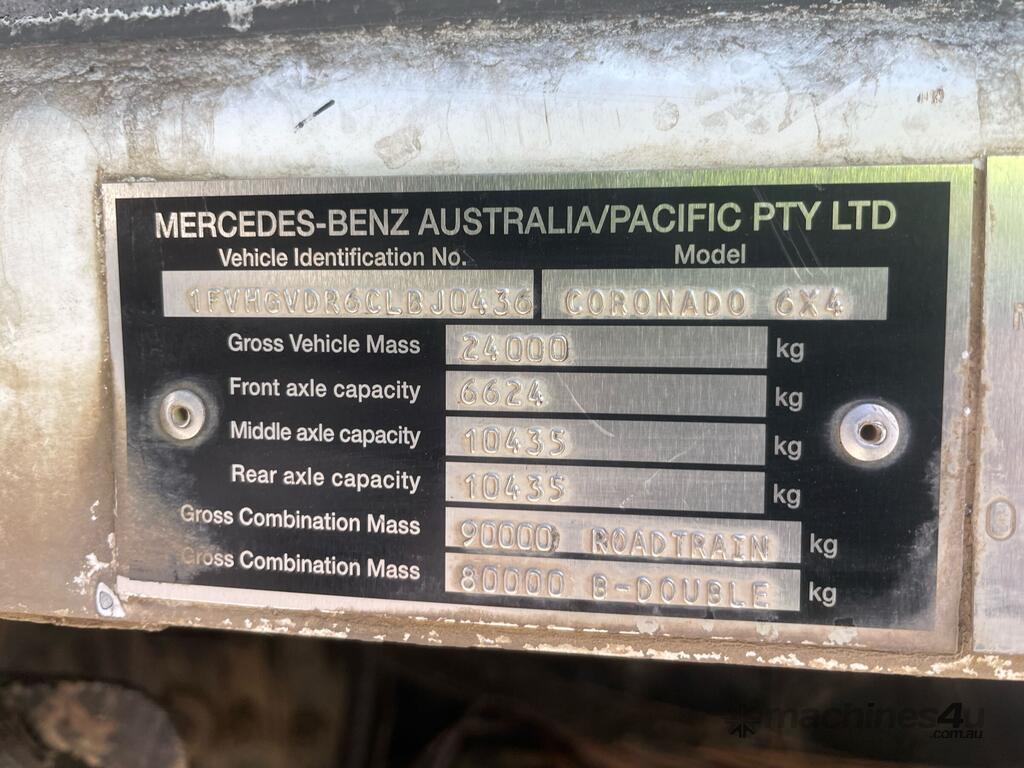 MERCEDES-BENZ AUSTRALIA/PACIFIC PTY LTD
Vehicle Identification No. Model
1FVHGVDR6CLBJ0436 CORONADO 6X4
Gross Vehicle Mass 24000 kg
Front axle capacity 6624 kg
Middle axle capacity 10435 kg
Rear axle capacity 10435 kg
Gross Combination Mass 90000 ROADTRAIN kg
Gross Combination Mass 80000 B-DOUBLE kg
machines4u
.com.au